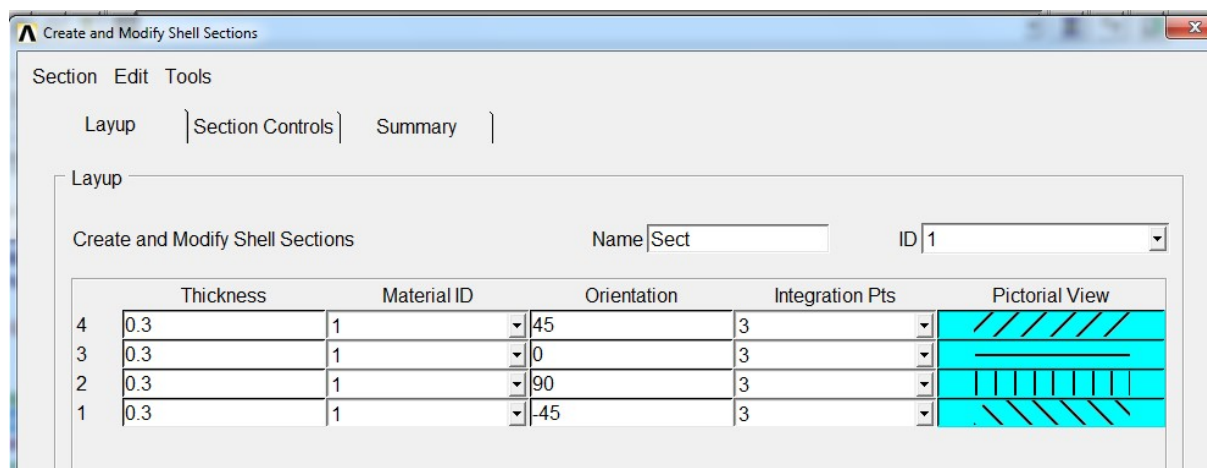 Create and Modify Shell Sections
Section Edit Tools
Layup Section Controls Summary
Layup
Create and Modify Shell Sections Name Sect ID 1
Thickness Material ID Orientation Integration Pts Pictorial View
4 0.3 1 45 3
3 0.3 1 0 3
2 0.3 1 90 3
1 0.3 1 -45 3